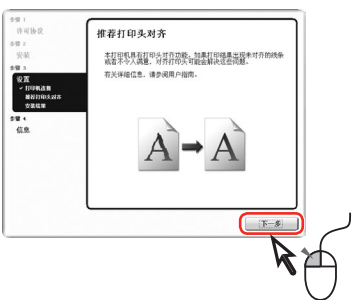 步骤 1
许可协议
步骤 2
安装
步骤 3
设置
✓ 打印机连接
推荐打印头对齐
安装结果
步骤 4
信息
推荐打印头对齐
本打印机具有打印头对齐功能。如果打印结果出现未对齐的线条
或者不令人满意，对齐打印头可能会解决这些问题。
有关详细信息，请参阅用户指南。
A
A
下一步